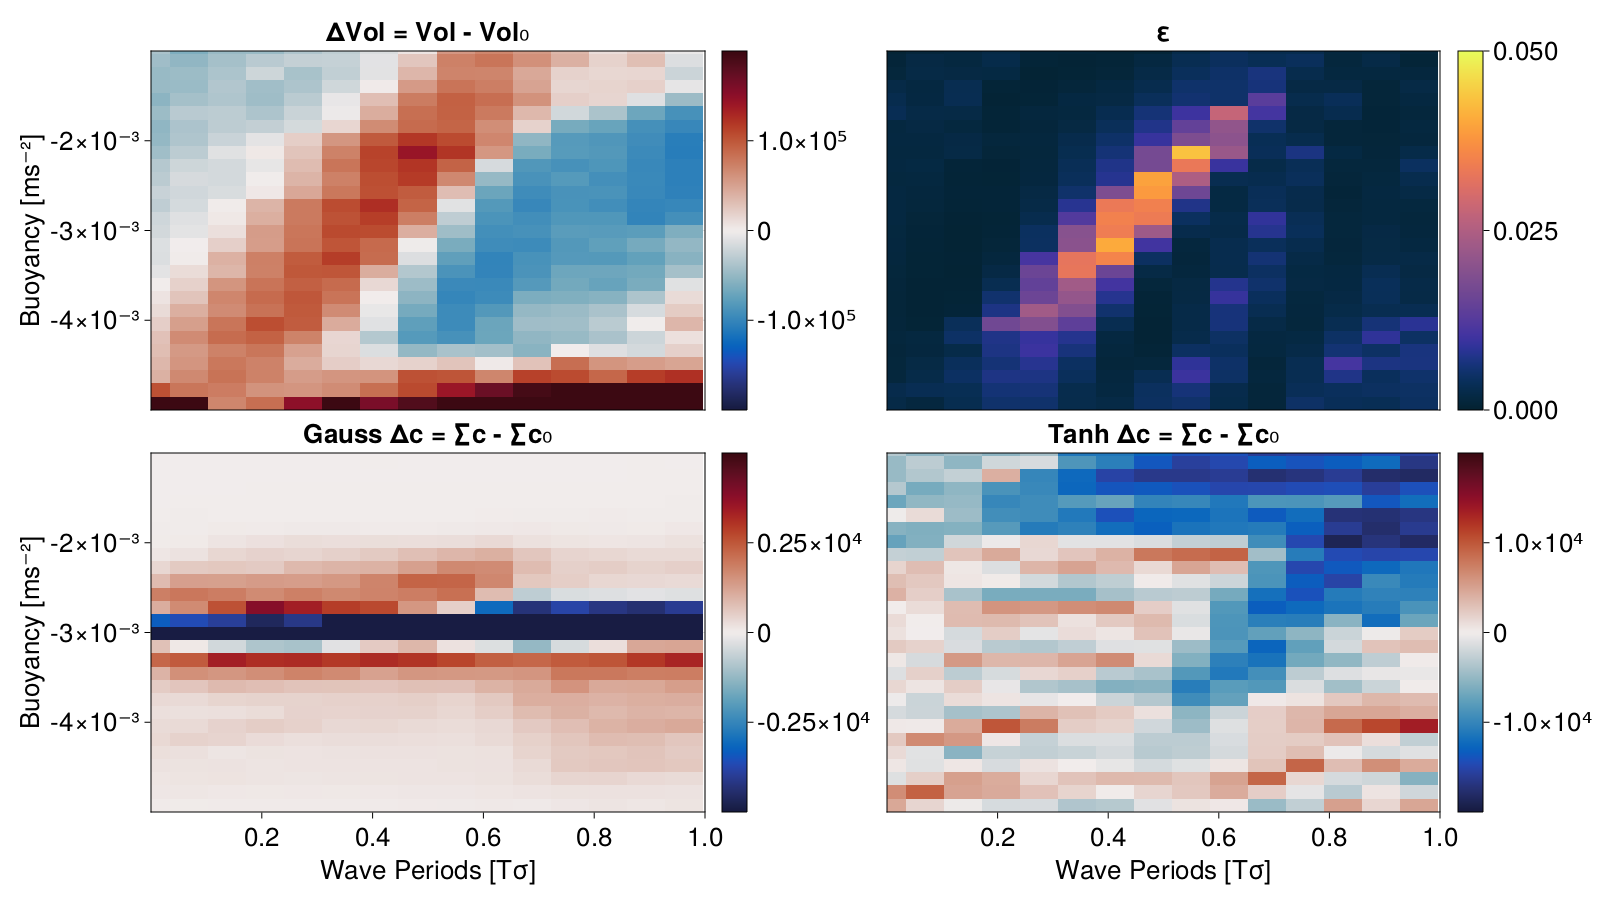 ΔVol = Vol - Vol₀
ε
Buoyancy [ms⁻²]
-2×10⁻³
-3×10⁻³
-4×10⁻³
1.0×10⁵
0
-1.0×10⁵
0.050
0.025
0.000
Gauss Δc = ∑c - ∑c₀
Tanh Δc = ∑c - ∑c₀
Buoyancy [ms⁻²]
-2×10⁻³
-3×10⁻³
-4×10⁻³
0.25×10⁴
0
-0.25×10⁴
1.0×10⁴
0
-1.0×10⁴
0.2 0.4 0.6 0.8 1.0
0.2 0.4 0.6 0.8 1.0
Wave Periods [Tσ]
Wave Periods [Tσ]